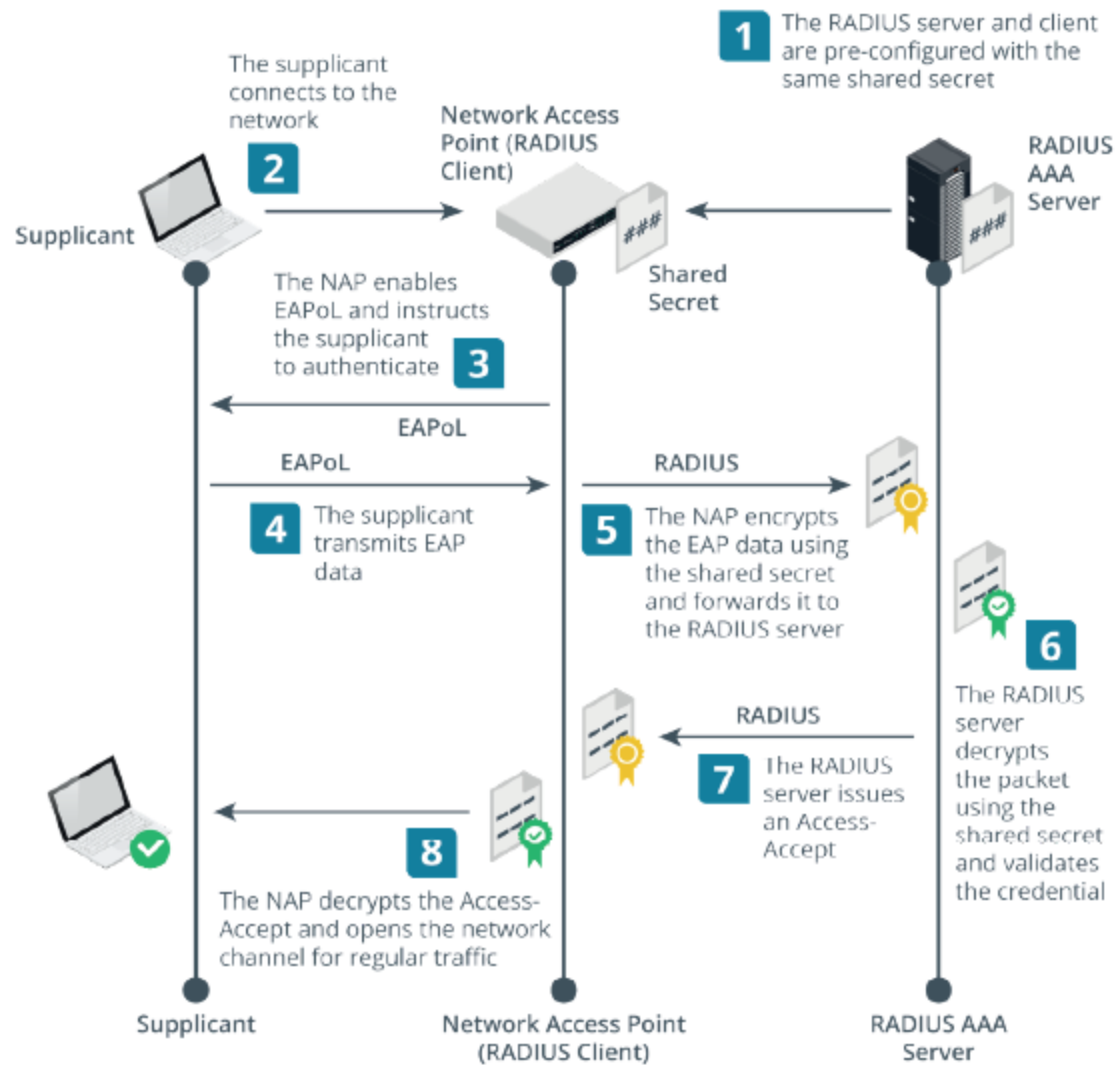 1
The RADIUS server and client
are pre-configured with the
same shared secret
The supplicant
connects to the
network
2
Network Access
Point (RADIUS
Client)
RADIUS
AAA
Server
Supplicant
###
###
Shared
Secret
The NAP enables
EAPoL and instructs
the supplicant
to authenticate
3
EAPoL
EAPoL
4
The supplicant
transmits EAP
data
RADIUS
5
The NAP encrypts
the EAP data using
the shared secret
and forwards it to
the RADIUS server
6
The RADIUS
server
decrypts
the packet
using the
shared secret
and validates
the credential
RADIUS
7
The RADIUS
server issues
an Access-
Accept
8
The NAP decrypts the Access-
Accept and opens the network
channel for regular traffic
Supplicant
Network Access Point
(RADIUS Client)
RADIUS AAA
Server